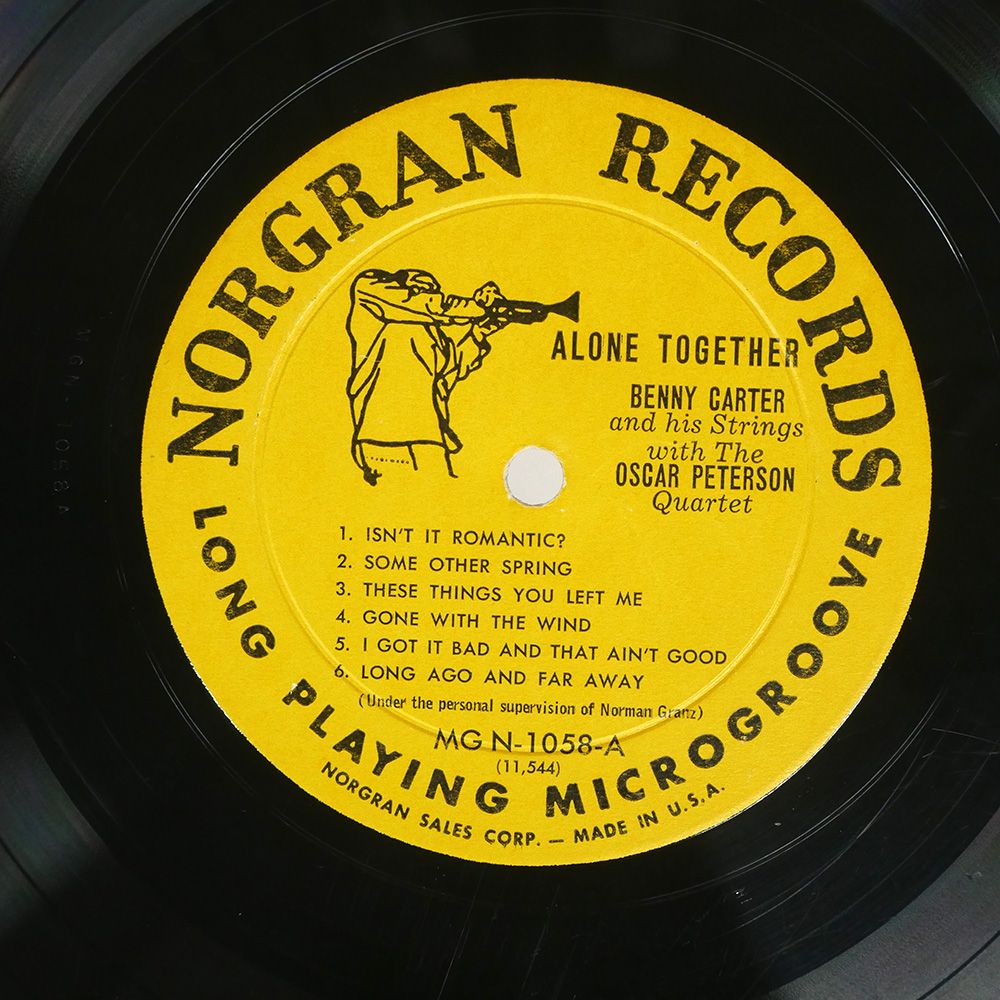 NORGRAN RECORDS
ALONE TOGETHER
BENNY CARTER
and his Strings
with The
OSCAR PETERSON
Quartet
1. ISN'T IT ROMANTIC?
2. SOME OTHER SPRING
3. THESE THINGS YOU LEFT ME
4. GONE WITH THE WIND
5. I GOT IT BAD AND THAT AIN'T GOOD
6. LONG AGO AND FAR AWAY
(Under the personal supervision of Norman Granz)
MG N-1058-A
(11,544)
LONG PLAYING MICROGROOVE
NORGRAN SALES CORP. — MADE IN U.S.A.
MGN-1058A